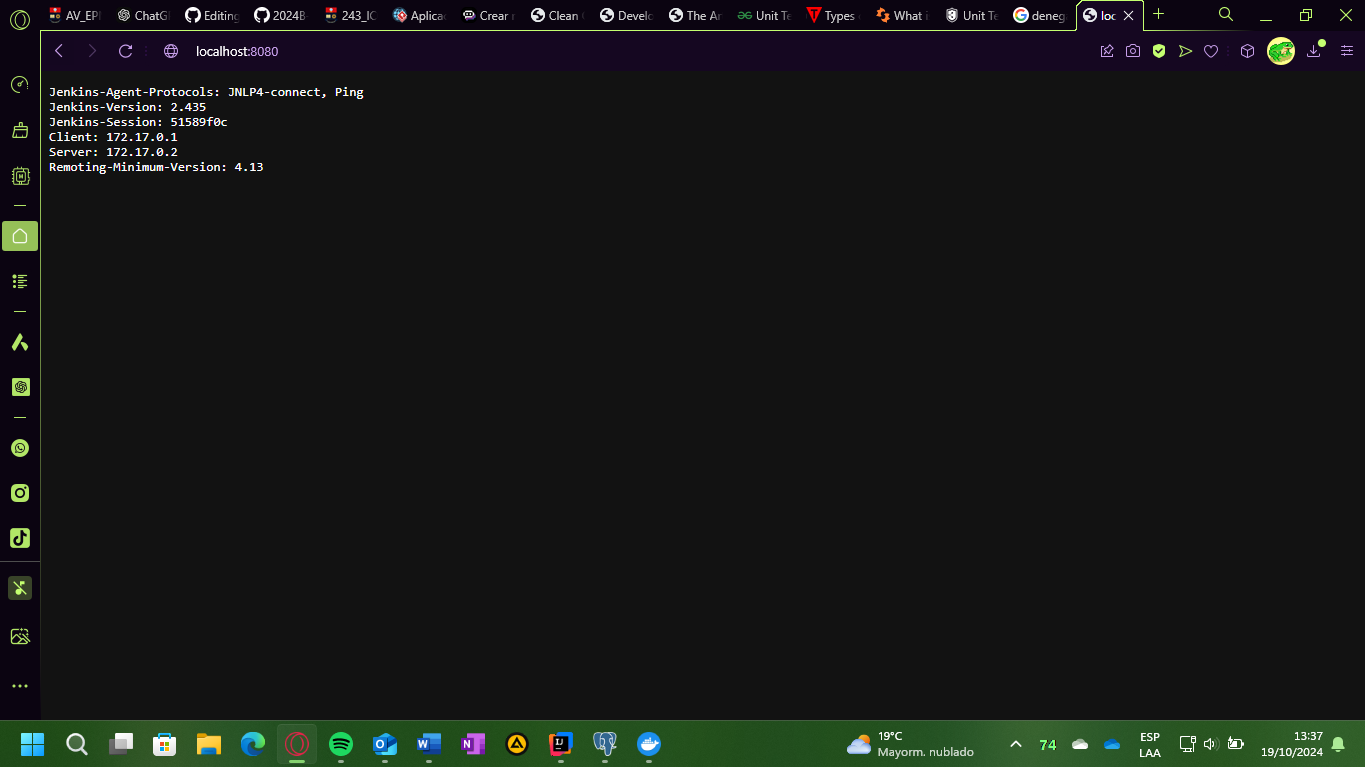 AV_EPN
ChatGP
Editing
2024B
243_IC
Aplica
Crear
Clean
Develo
The Ar
Unit Te
Types
What i
Unit Te
deneg
loc
localhost:8080
Jenkins-Agent-Protocols: JNLP4-connect, Ping
Jenkins-Version: 2.435
Jenkins-Session: 51589f0c
Client: 172.17.0.1
Server: 172.17.0.2
Remoting-Minimum-Version: 4.13
19°C
Mayorm. nublado
74
ESP
LAA
13:37
19/10/2024